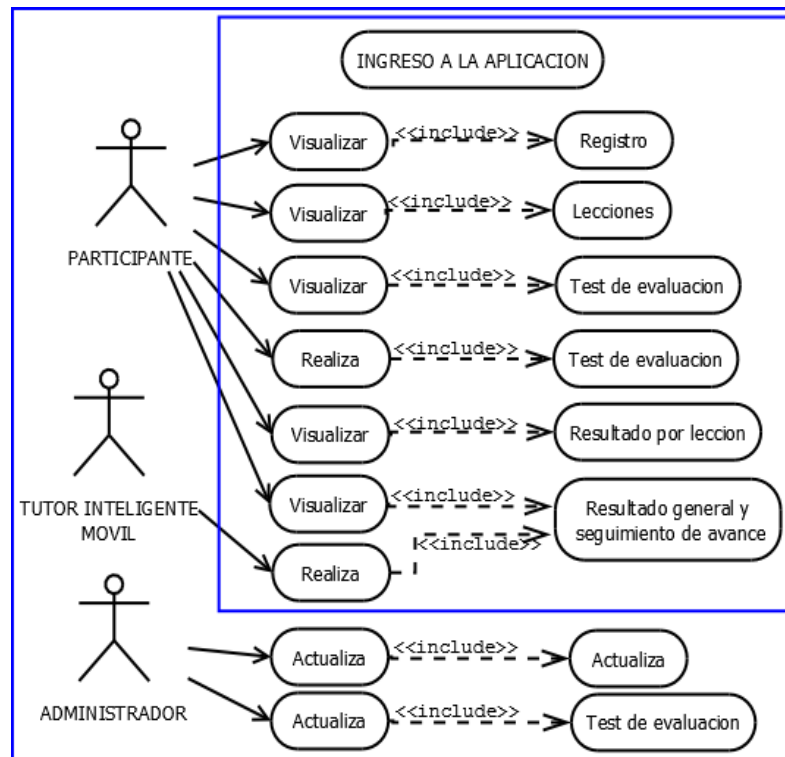 INGRESO A LA APLICACION
Visualizar <<include>> Registro
Visualizar <<include>> Lecciones
PARTICIPANTE
Visualizar <<include>> Test de evaluacion
Realiza <<include>> Test de evaluacion
Visualizar <<include>> Resultado por leccion
Visualizar <<include>> Resultado general y
seguimiento de avance
TUTOR INTELIGENTE
MOVIL
Realiza <<include>>
Actualiza <<include>> Actualiza
ADMINISTRADOR
Actualiza <<include>> Test de evaluacion